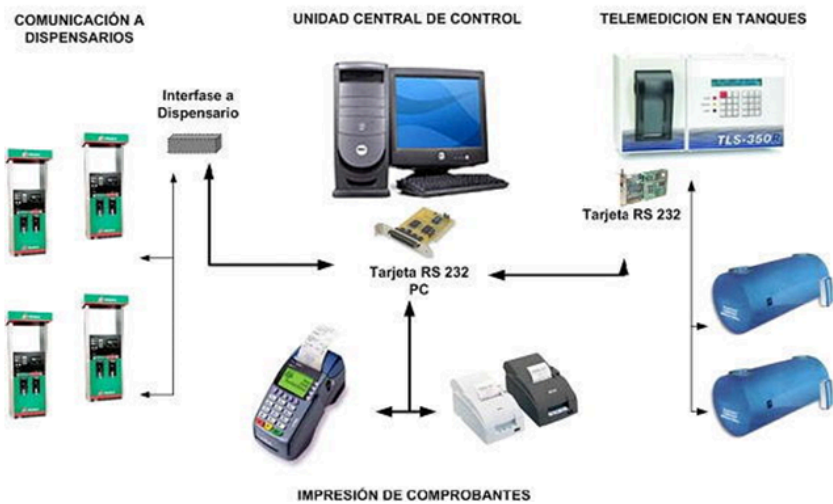 COMUNICACIÓN A
DISPENSARIOS
UNIDAD CENTRAL DE CONTROL
TELEMEDICION EN TANQUES
Interfase a
Dispensario
TLS-350R
Tarjeta RS 232
Tarjeta RS 232
PC
IMPRESIÓN DE COMPROBANTES